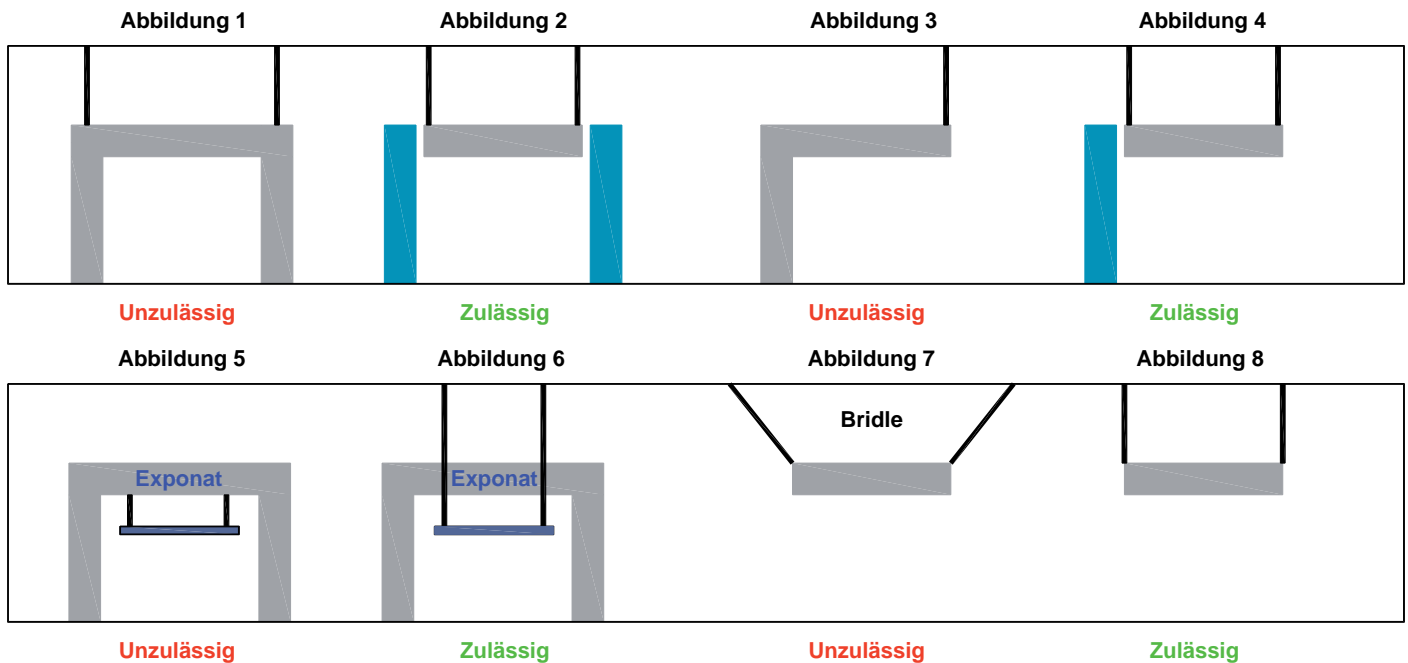 Abbildung 1 Abbildung 2 Abbildung 3 Abbildung 4
Unzulässig Zulässig Unzulässig Zulässig
Abbildung 5 Abbildung 6 Abbildung 7 Abbildung 8
Bridle
Exponat Exponat
Unzulässig Zulässig Unzulässig Zulässig